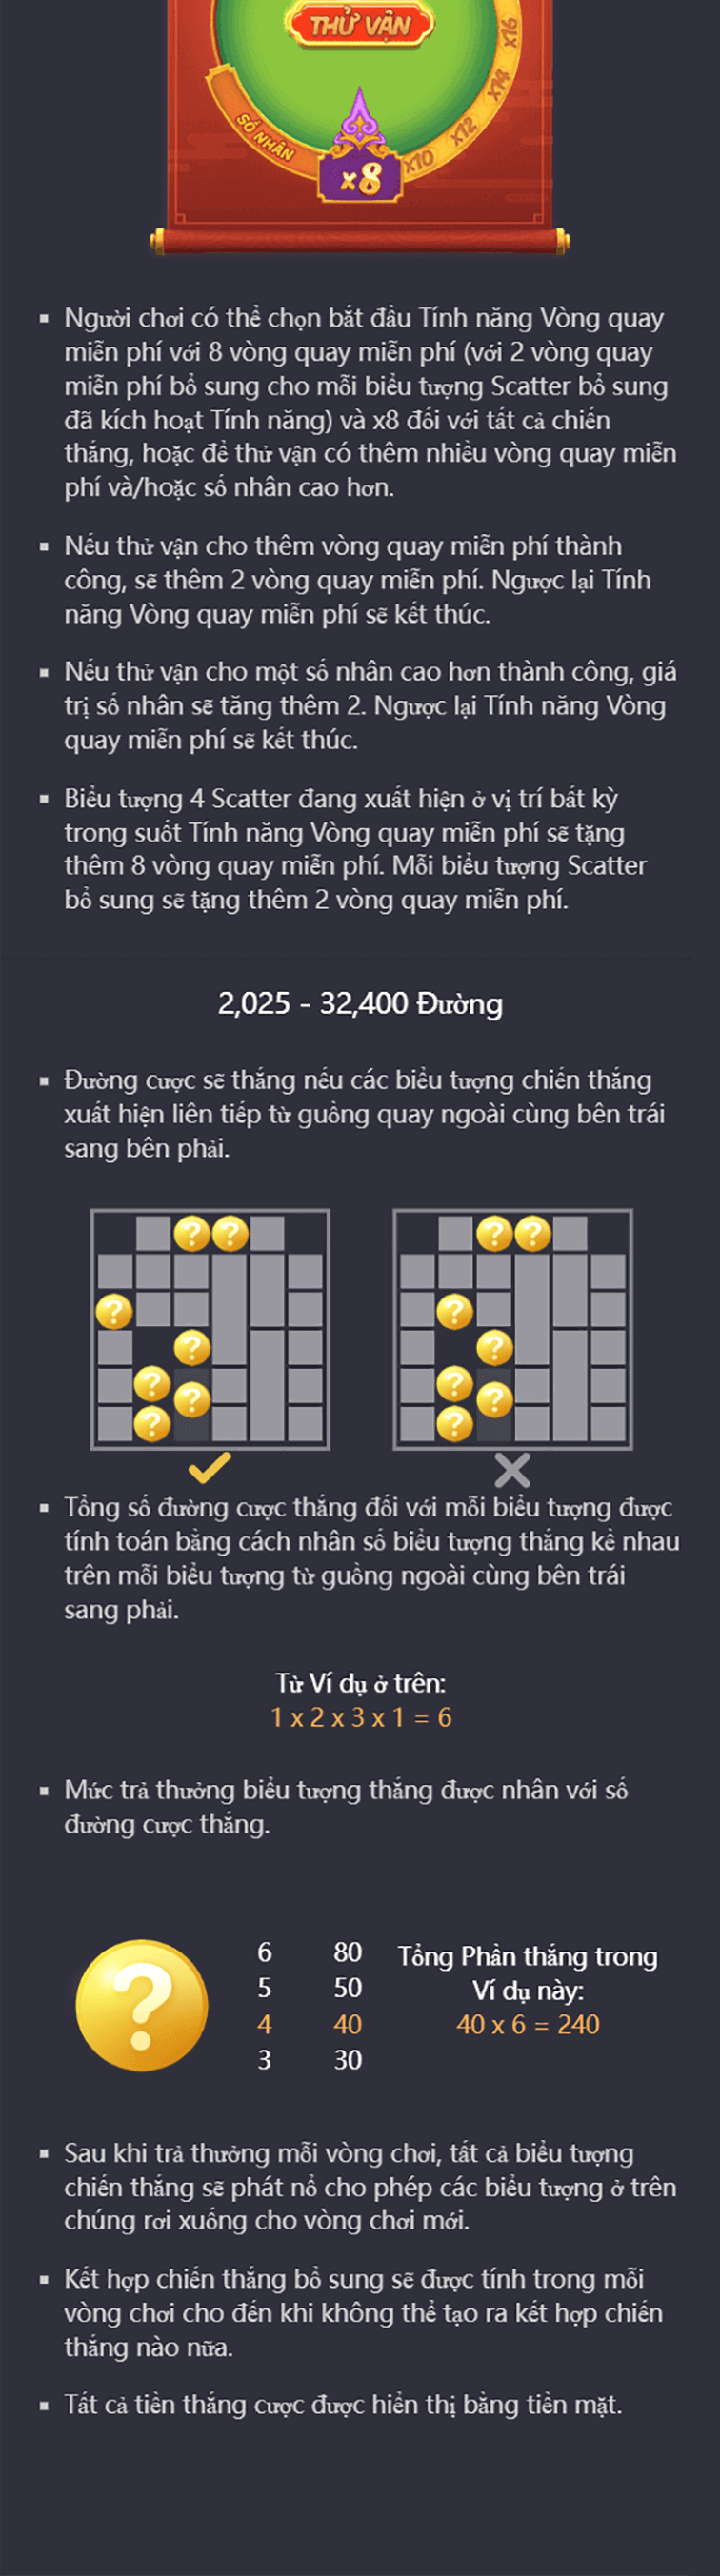 THỬ VẬN
SỐ NHÂN
x8
x10
x12
x14
x16
Người chơi có thể chọn bắt đầu Tính năng Vòng quay
miễn phí với 8 vòng quay miễn phí (với 2 vòng quay
miễn phí bổ sung cho mỗi biểu tượng Scatter bổ sung
đã kích hoạt Tính năng) và x8 đối với tất cả chiến
thắng, hoặc để thử vận có thêm nhiều vòng quay miễn
phí và/hoặc số nhân cao hơn.
Nếu thử vận cho thêm vòng quay miễn phí thành
công, sẽ thêm 2 vòng quay miễn phí. Ngược lại Tính
năng Vòng quay miễn phí sẽ kết thúc.
Nếu thử vận cho một số nhân cao hơn thành công, giá
trị số nhân sẽ tăng thêm 2. Ngược lại Tính năng Vòng
quay miễn phí sẽ kết thúc.
Biểu tượng 4 Scatter đang xuất hiện ở vị trí bất kỳ
trong suốt Tính năng Vòng quay miễn phí sẽ tặng
thêm 8 vòng quay miễn phí. Mỗi biểu tượng Scatter
bổ sung sẽ tặng thêm 2 vòng quay miễn phí.
2,025 - 32,400 Đường
Đường cược sẽ thắng nếu các biểu tượng chiến thắng
xuất hiện liên tiếp từ guồng quay ngoài cùng bên trái
sang bên phải.
? ? ? ?
? ?
? ?
? ?
? ?
? ?
Tổng số đường cược thắng đối với mỗi biểu tượng được
tính toán bằng cách nhân số biểu tượng thắng kề nhau
trên mỗi biểu tượng từ guồng ngoài cùng bên trái
sang phải.
Từ Ví dụ ở trên:
1 x 2 x 3 x 1 = 6
Mức trả thưởng biểu tượng thắng được nhân với số
đường cược thắng.
?
6 80
5 50
4 40
3 30
Tổng Phần thắng trong
Ví dụ này:
40 x 6 = 240
Sau khi trả thưởng mỗi vòng chơi, tất cả biểu tượng
chiến thắng sẽ phát nổ cho phép các biểu tượng ở trên
chúng rơi xuống cho vòng chơi mới.
Kết hợp chiến thắng bổ sung sẽ được tính trong mỗi
vòng chơi cho đến khi không thể tạo ra kết hợp chiến
thắng nào nữa.
Tất cả tiền thắng cược được hiển thị bằng tiền mặt.